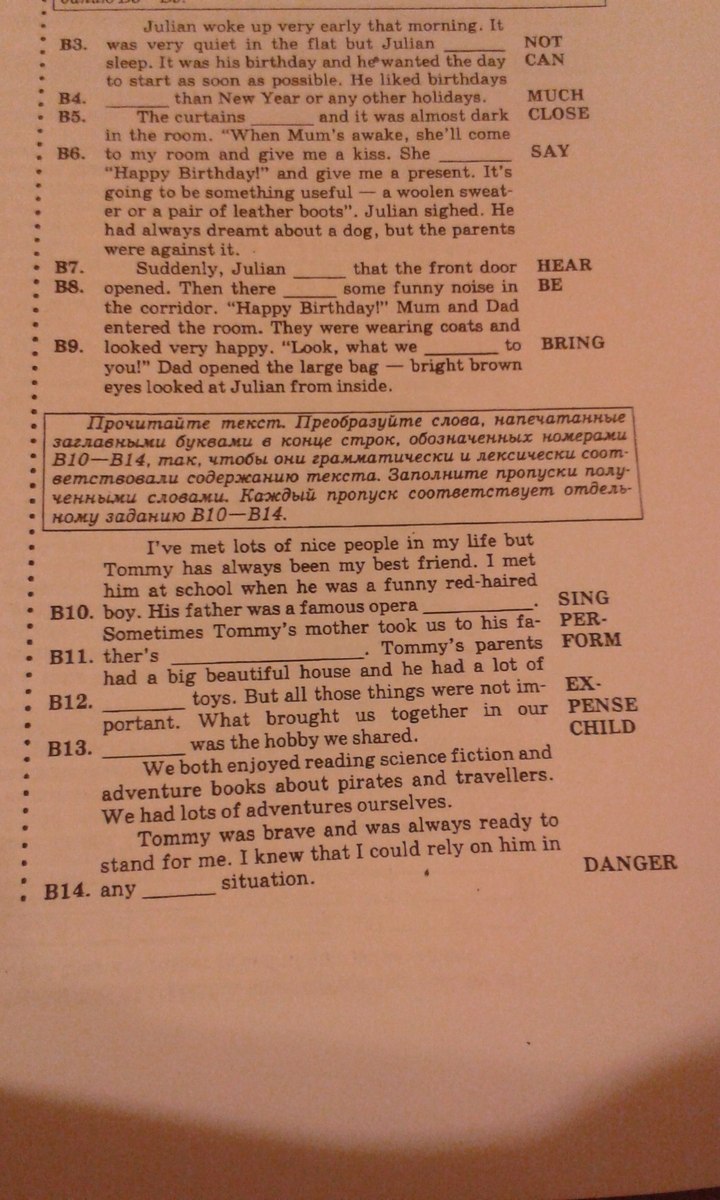 Julian woke up very early that morning. It
B3. was very quiet in the flat but Julian ______ NOT
sleep. It was his birthday and he wanted the day CAN
to start as soon as possible. He liked birthdays
B4. ______ than New Year or any other holidays. MUCH
B5. The curtains ______ and it was almost dark CLOSE
in the room. “When Mum’s awake, she’ll come
B6. to my room and give me a kiss. She ______ SAY
“Happy Birthday!” and give me a present. It’s
going to be something useful — a woolen sweat-
er or a pair of leather boots”. Julian sighed. He
had always dreamt about a dog, but the parents
were against it.
B7. Suddenly, Julian ______ that the front door HEAR
B8. opened. Then there ______ some funny noise in BE
the corridor. “Happy Birthday!” Mum and Dad
entered the room. They were wearing coats and
B9. looked very happy. “Look, what we ______ to BRING
you!” Dad opened the large bag — bright brown
eyes looked at Julian from inside.
Прочитайте текст. Преобразуйте слова, напечатанные
заглавными буквами в конце строк, обозначенных номерами
B10—B14, так, чтобы они грамматически и лексически соот-
ветствовали содержанию текста. Заполните пропуски полу-
ченными словами. Каждый пропуск соответствует отдель-
ному заданию B10—B14.
I’ve met lots of nice people in my life but
Tommy has always been my best friend. I met
him at school when he was a funny red-haired
B10. boy. His father was a famous opera ______. SING
Sometimes Tommy’s mother took us to his fa- PER-
B11. ther’s ______. Tommy’s parents FORM
had a big beautiful house and he had a lot of
B12. ______ toys. But all those things were not im- EX-
portant. What brought us together in our PENSE
B13. ______ was the hobby we shared. CHILD
We both enjoyed reading science fiction and
adventure books about pirates and travellers.
We had lots of adventures ourselves.
Tommy was brave and was always ready to
stand for me. I knew that I could rely on him in
B14. any ______ situation. DANGER